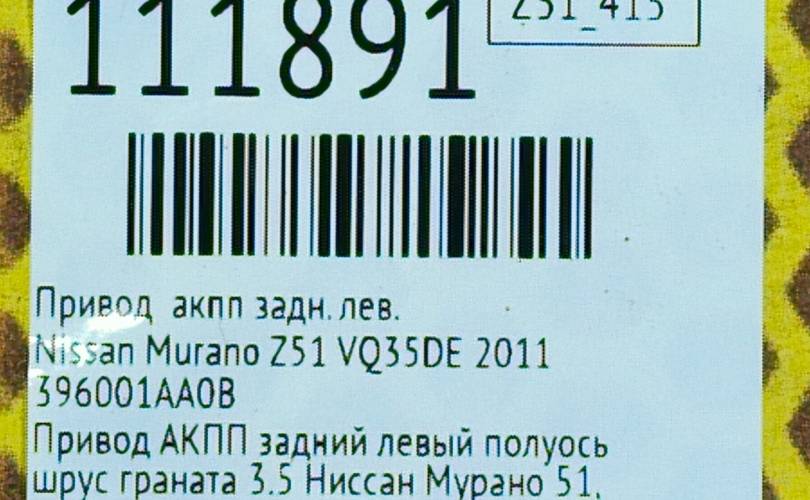 111891
Z51_415
Привод акпп задн. лев.
Nissan Murano Z51 VQ35DE 2011
396001AA0B
Привод АКПП задний левый полуось
шрус граната 3.5 Ниссан Мурано 51.